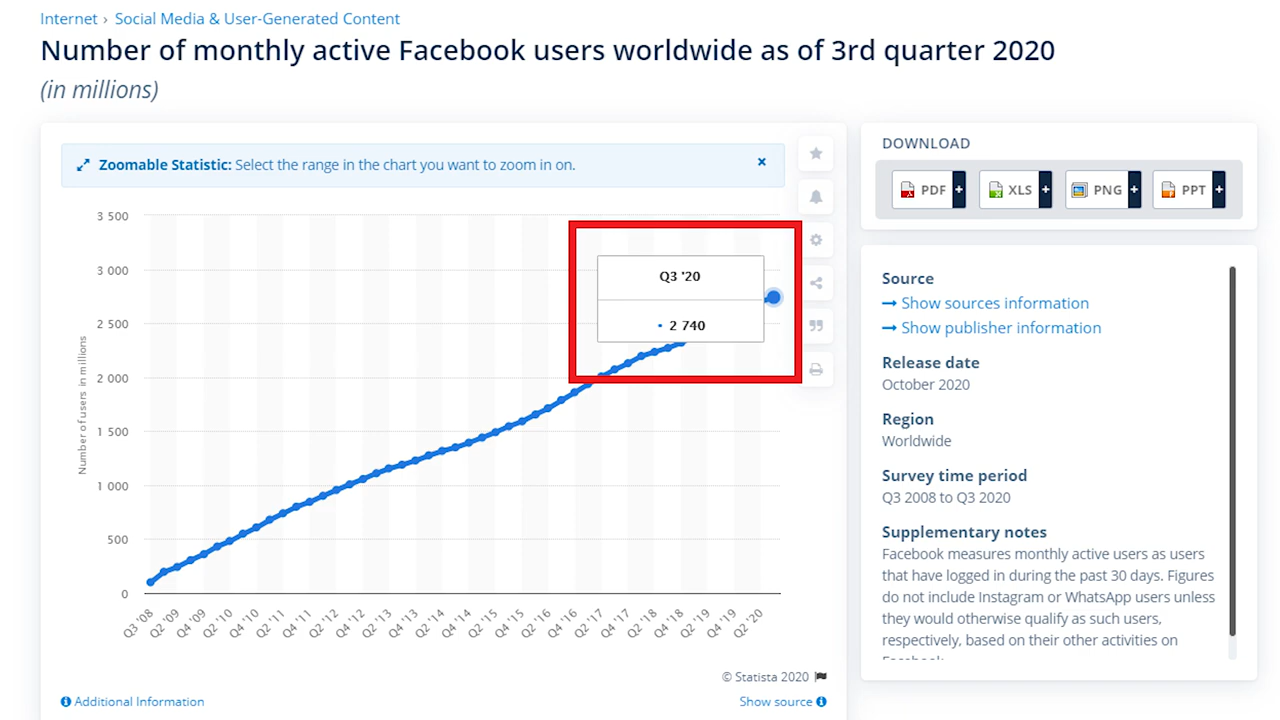 Internet › Social Media & User-Generated Content
Number of monthly active Facebook users worldwide as of 3rd quarter 2020
(in millions)
Zoomable Statistic: Select the range in the chart you want to zoom in on.
×
3 500
3 000
2 500
2 000
1 500
1 000
500
0
Number of users in millions
Q3 '20
2 740
Q3 '08
Q2 '09
Q4 '09
Q2 '10
Q4 '10
Q2 '11
Q4 '11
Q2 '12
Q4 '12
Q2 '13
Q4 '13
Q2 '14
Q4 '14
Q2 '15
Q4 '15
Q2 '16
Q4 '16
Q2 '17
Q4 '17
Q2 '18
Q4 '18
Q2 '19
Q4 '19
Q2 '20
© Statista 2020
Additional Information
Show source
DOWNLOAD
PDF + XLS + PNG + PPT +
Source
Show sources information
Show publisher information
Release date
October 2020
Region
Worldwide
Survey time period
Q3 2008 to Q3 2020
Supplementary notes
Facebook measures monthly active users as users
that have logged in during the past 30 days. Figures
do not include Instagram or WhatsApp users unless
they would otherwise qualify as such users,
respectively, based on their other activities on
Facebook